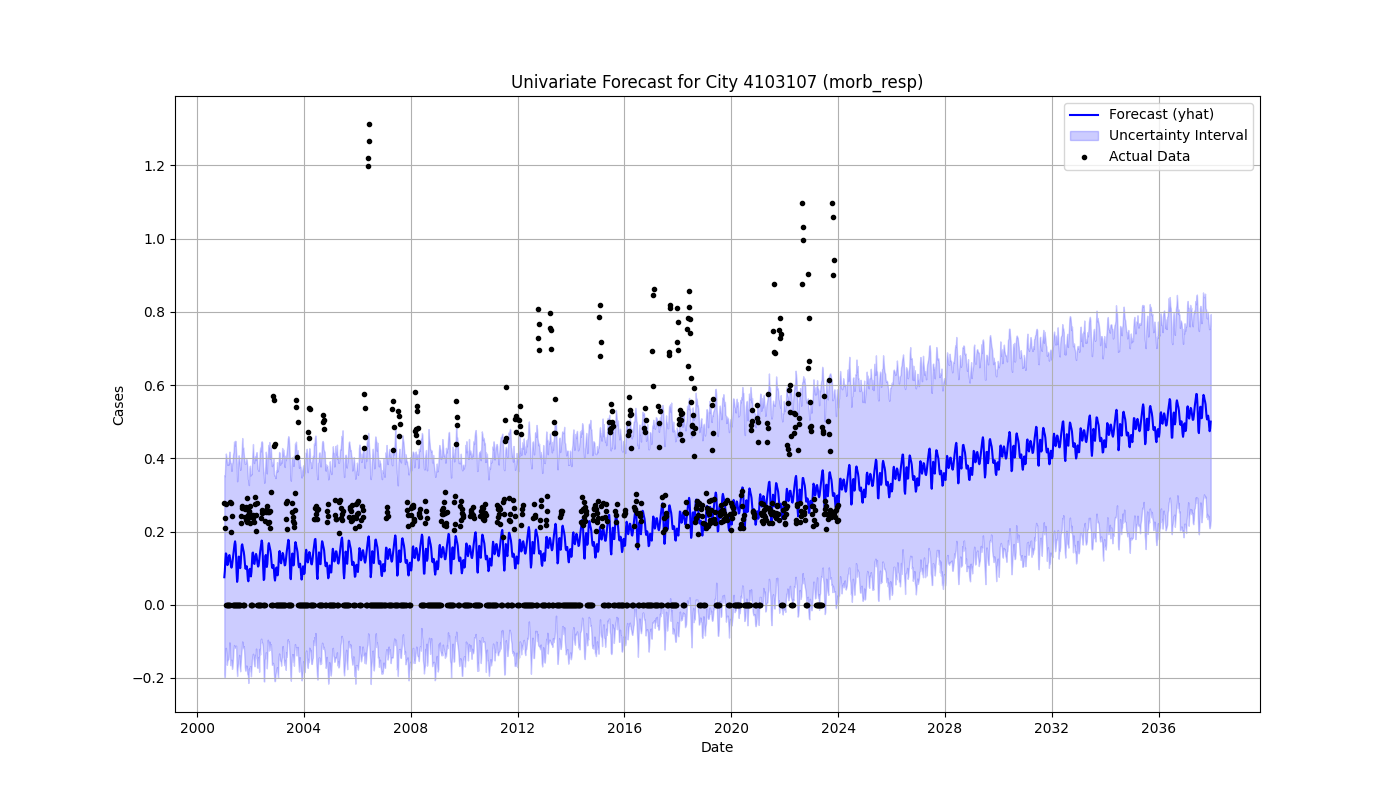 Univariate Forecast for City 4103107 (morb_resp)
Forecast (yhat)
Uncertainty Interval
Actual Data
Cases
1.2
1.0
0.8
0.6
0.4
0.2
0.0
−0.2
2000 2004 2008 2012 2016 2020 2024 2028 2032 2036
Date